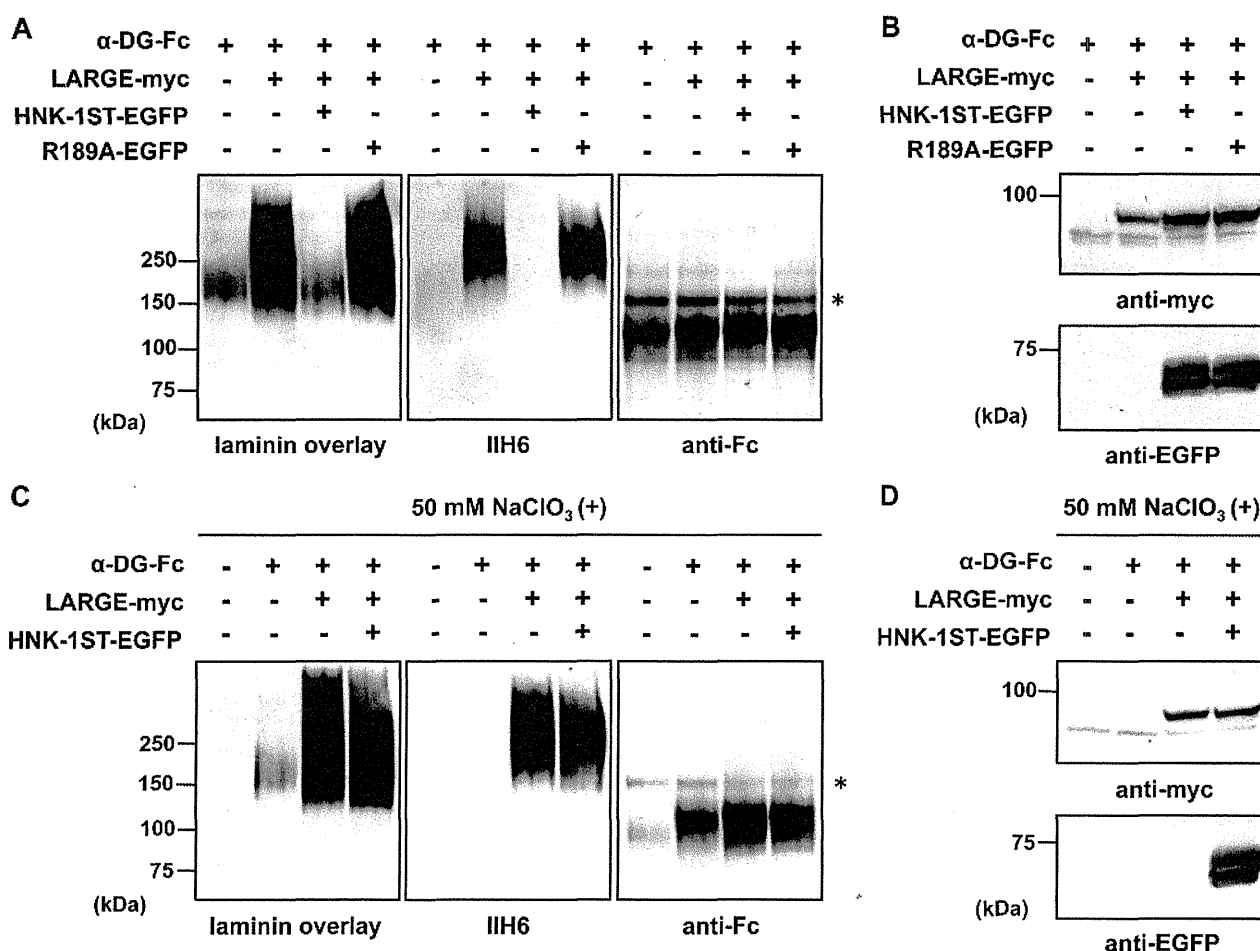 A
B
α-DG-Fc + + + + + + + + + + + +
LARGE-myc - + + + - + + + - + + +
HNK-1ST-EGFP - - + - - - + - - - + -
R189A-EGFP - - - + - - - + - - - +
250
150
100
75
(kDa)
*
laminin overlay
IIH6
anti-Fc
α-DG-Fc + + + +
LARGE-myc - + + +
HNK-1ST-EGFP - - + -
R189A-EGFP - - - +
100
anti-myc
75
(kDa)
anti-EGFP
C
50 mM NaClO₃ (+)
α-DG-Fc - + + + - + + + - + + +
LARGE-myc - - + + - - + + - - + +
HNK-1ST-EGFP - - - + - - - + - - - +
250
150
100
75
(kDa)
*
laminin overlay
IIH6
anti-Fc
D
50 mM NaClO₃ (+)
α-DG-Fc - + + +
LARGE-myc - - + +
HNK-1ST-EGFP - - - +
100
anti-myc
75
(kDa)
anti-EGFP